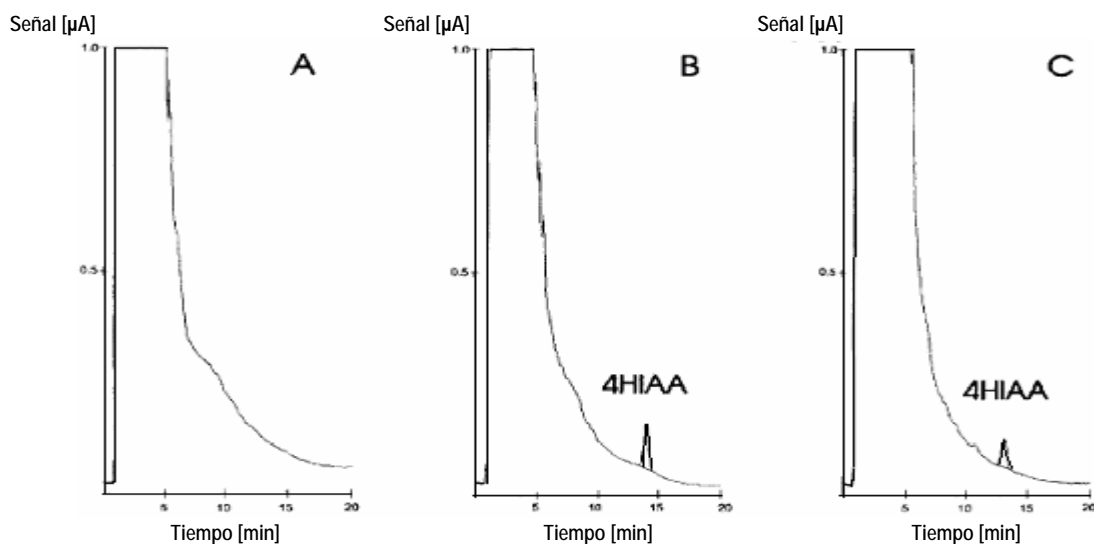 Señal [µA] Señal [µA] Señal [µA]
1.0 A 1.0 B 1.0 C
0.5 0.5 0.5
4HIAA 4HIAA
5 10 15 20 5 10 15 20 5 10 15 20
Tiempo [min] Tiempo [min] Tiempo [min]